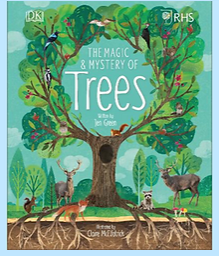 DK
RHS
THE MAGIC
& MYSTERY OF
Trees
Written by
Jen Green
Illustrated by
Claire McElfatrick